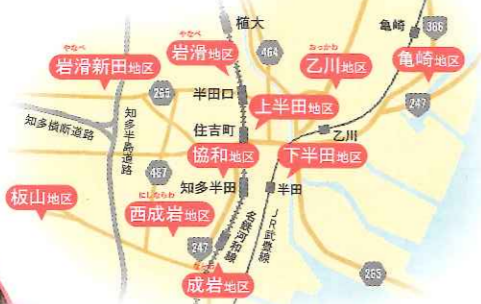 植大
亀崎
366
やなべ
岩滑新田地区
やなべ
岩滑地区
464
おっかわ
乙川地区
亀崎地区
265
半田口
上半田地区
247
知多横断道路
知多半島道路
住吉町
乙川
協和地区
下半田地区
467
知多半田
半田
板山地区
にしならわ
西成岩地区
名鉄河和線
JR武豊線
247
成岩地区
265